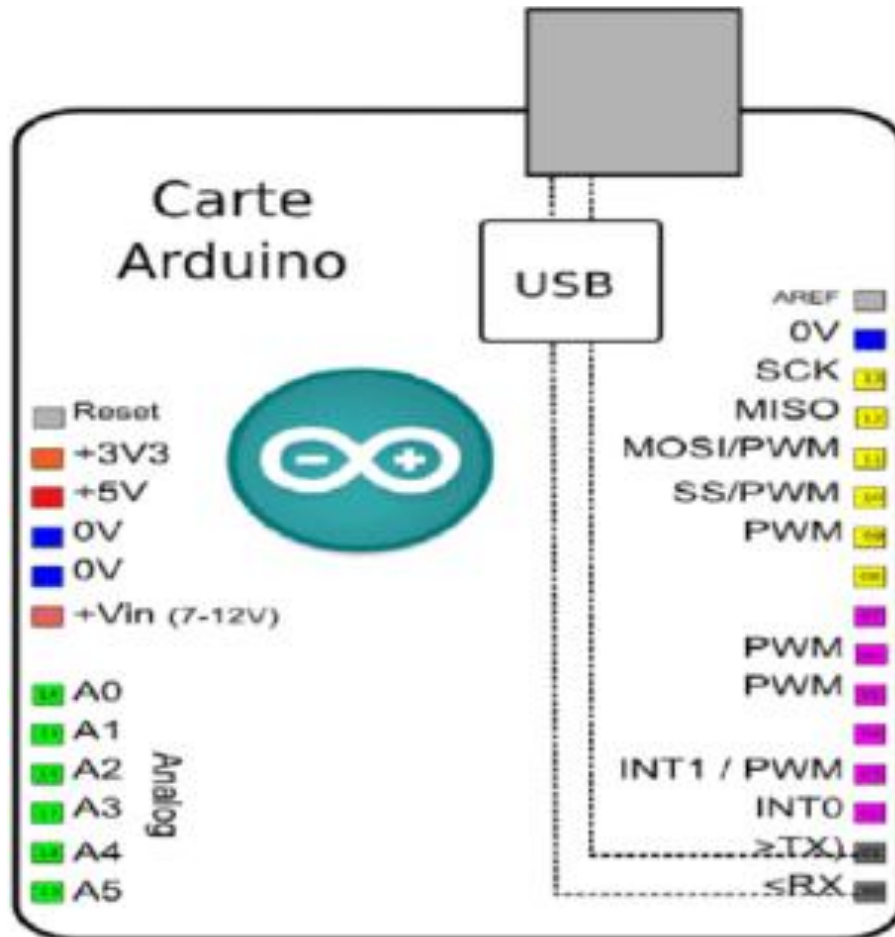 Carte
Arduino
USB
Reset
+3V3
+5V
0V
0V
+Vin (7-12V)
A0
A1
A2
A3
A4
A5
Analog
AREF
0V
SCK
MISO
MOSI/PWM
SS/PWM
PWM
PWM
PWM
INT1 / PWM
INT0
>TX)
≤RX